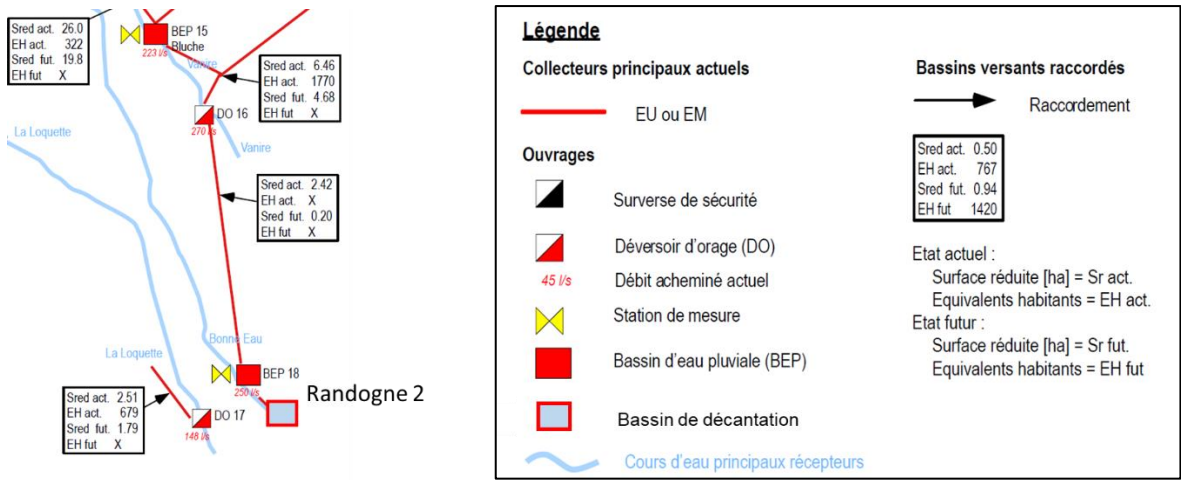 Sred act. 26.0
EH act. 322
Sred fut. 19.8
EH fut X
BEP 15
Bluche
223 l/s
Vanire
Sred act. 6.46
EH act. 1770
Sred fut. 4.68
EH fut X
DO 16
270 l/s
Vanire
La Loquette
Sred act. 2.42
EH act. X
Sred fut. 0.20
EH fut X
Bonne Eau
La Loquette
BEP 18
250 l/s
Randogne 2
Sred act. 2.51
EH act. 679
Sred fut. 1.79
EH fut X
DO 17
148 l/s
Légende
Collecteurs principaux actuels
EU ou EM
Ouvrages
Surverse de sécurité
Déversoir d'orage (DO)
45 l/s Débit acheminé actuel
Station de mesure
Bassin d'eau pluviale (BEP)
Bassin de décantation
Cours d'eau principaux récepteurs
Bassins versants raccordés
Raccordement
Sred act. 0.50
EH act. 767
Sred fut. 0.94
EH fut 1420
Etat actuel :
Surface réduite [ha] = Sr act.
Equivalents habitants = EH act.
Etat futur :
Surface réduite [ha] = Sr fut.
Equivalents habitants = EH fut